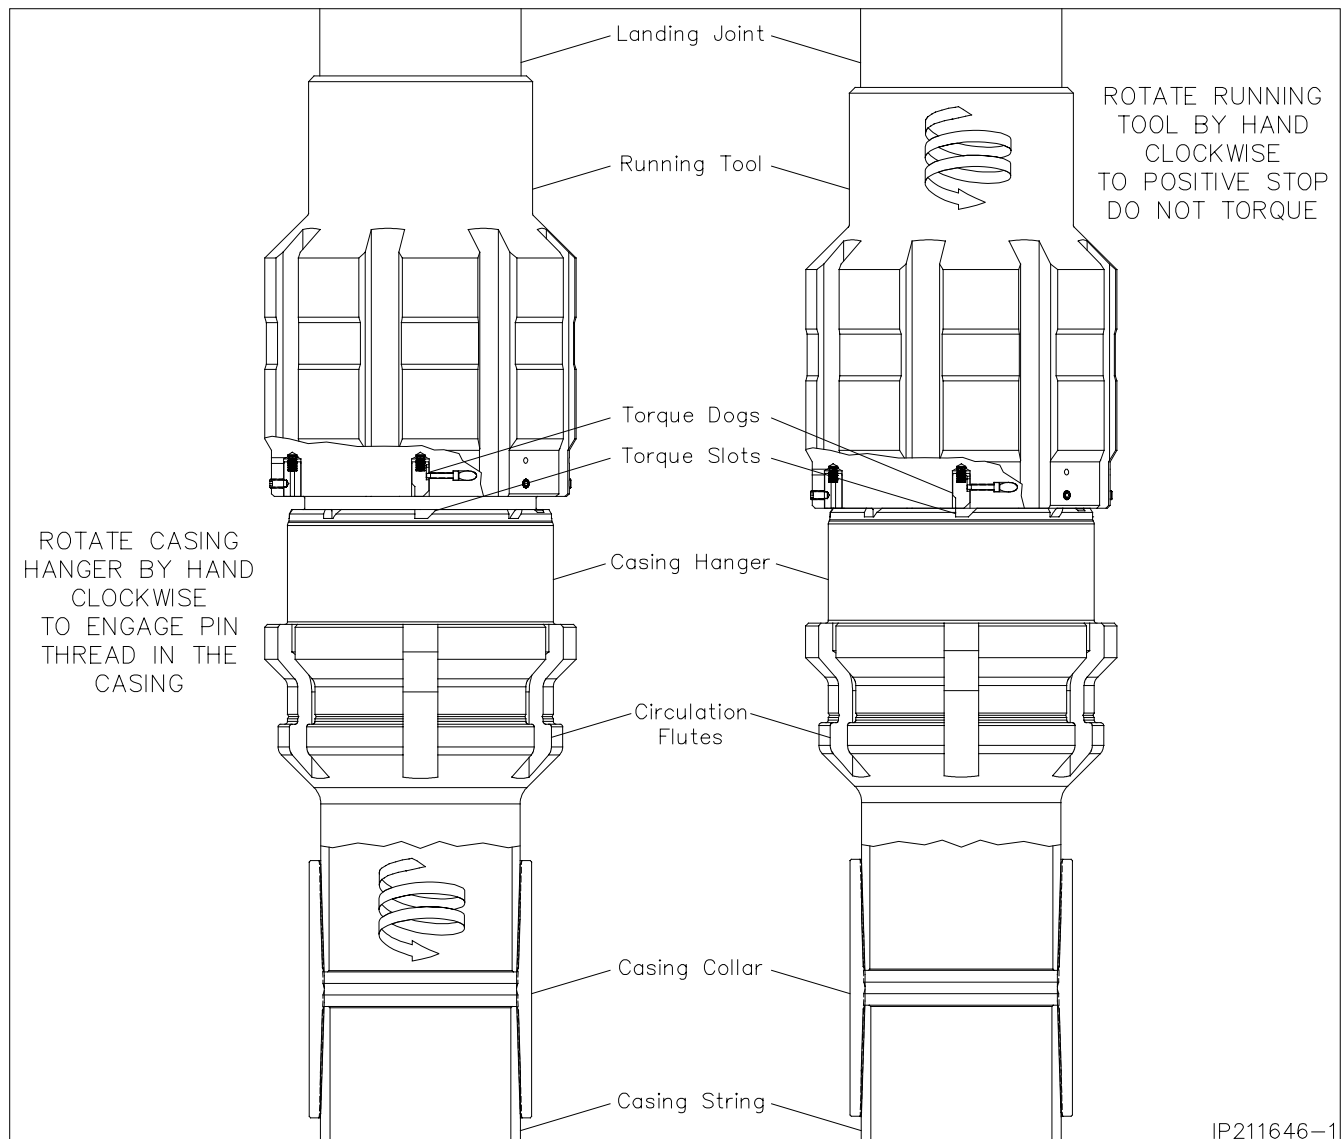 Landing Joint
ROTATE RUNNING
TOOL BY HAND
CLOCKWISE
TO POSITIVE STOP
DO NOT TORQUE
Running Tool
Torque Dogs
Torque Slots
ROTATE CASING
HANGER BY HAND
CLOCKWISE
TO ENGAGE PIN
THREAD IN THE
CASING
Casing Hanger
Circulation
Flutes
Casing Collar
Casing String
IP211646-1